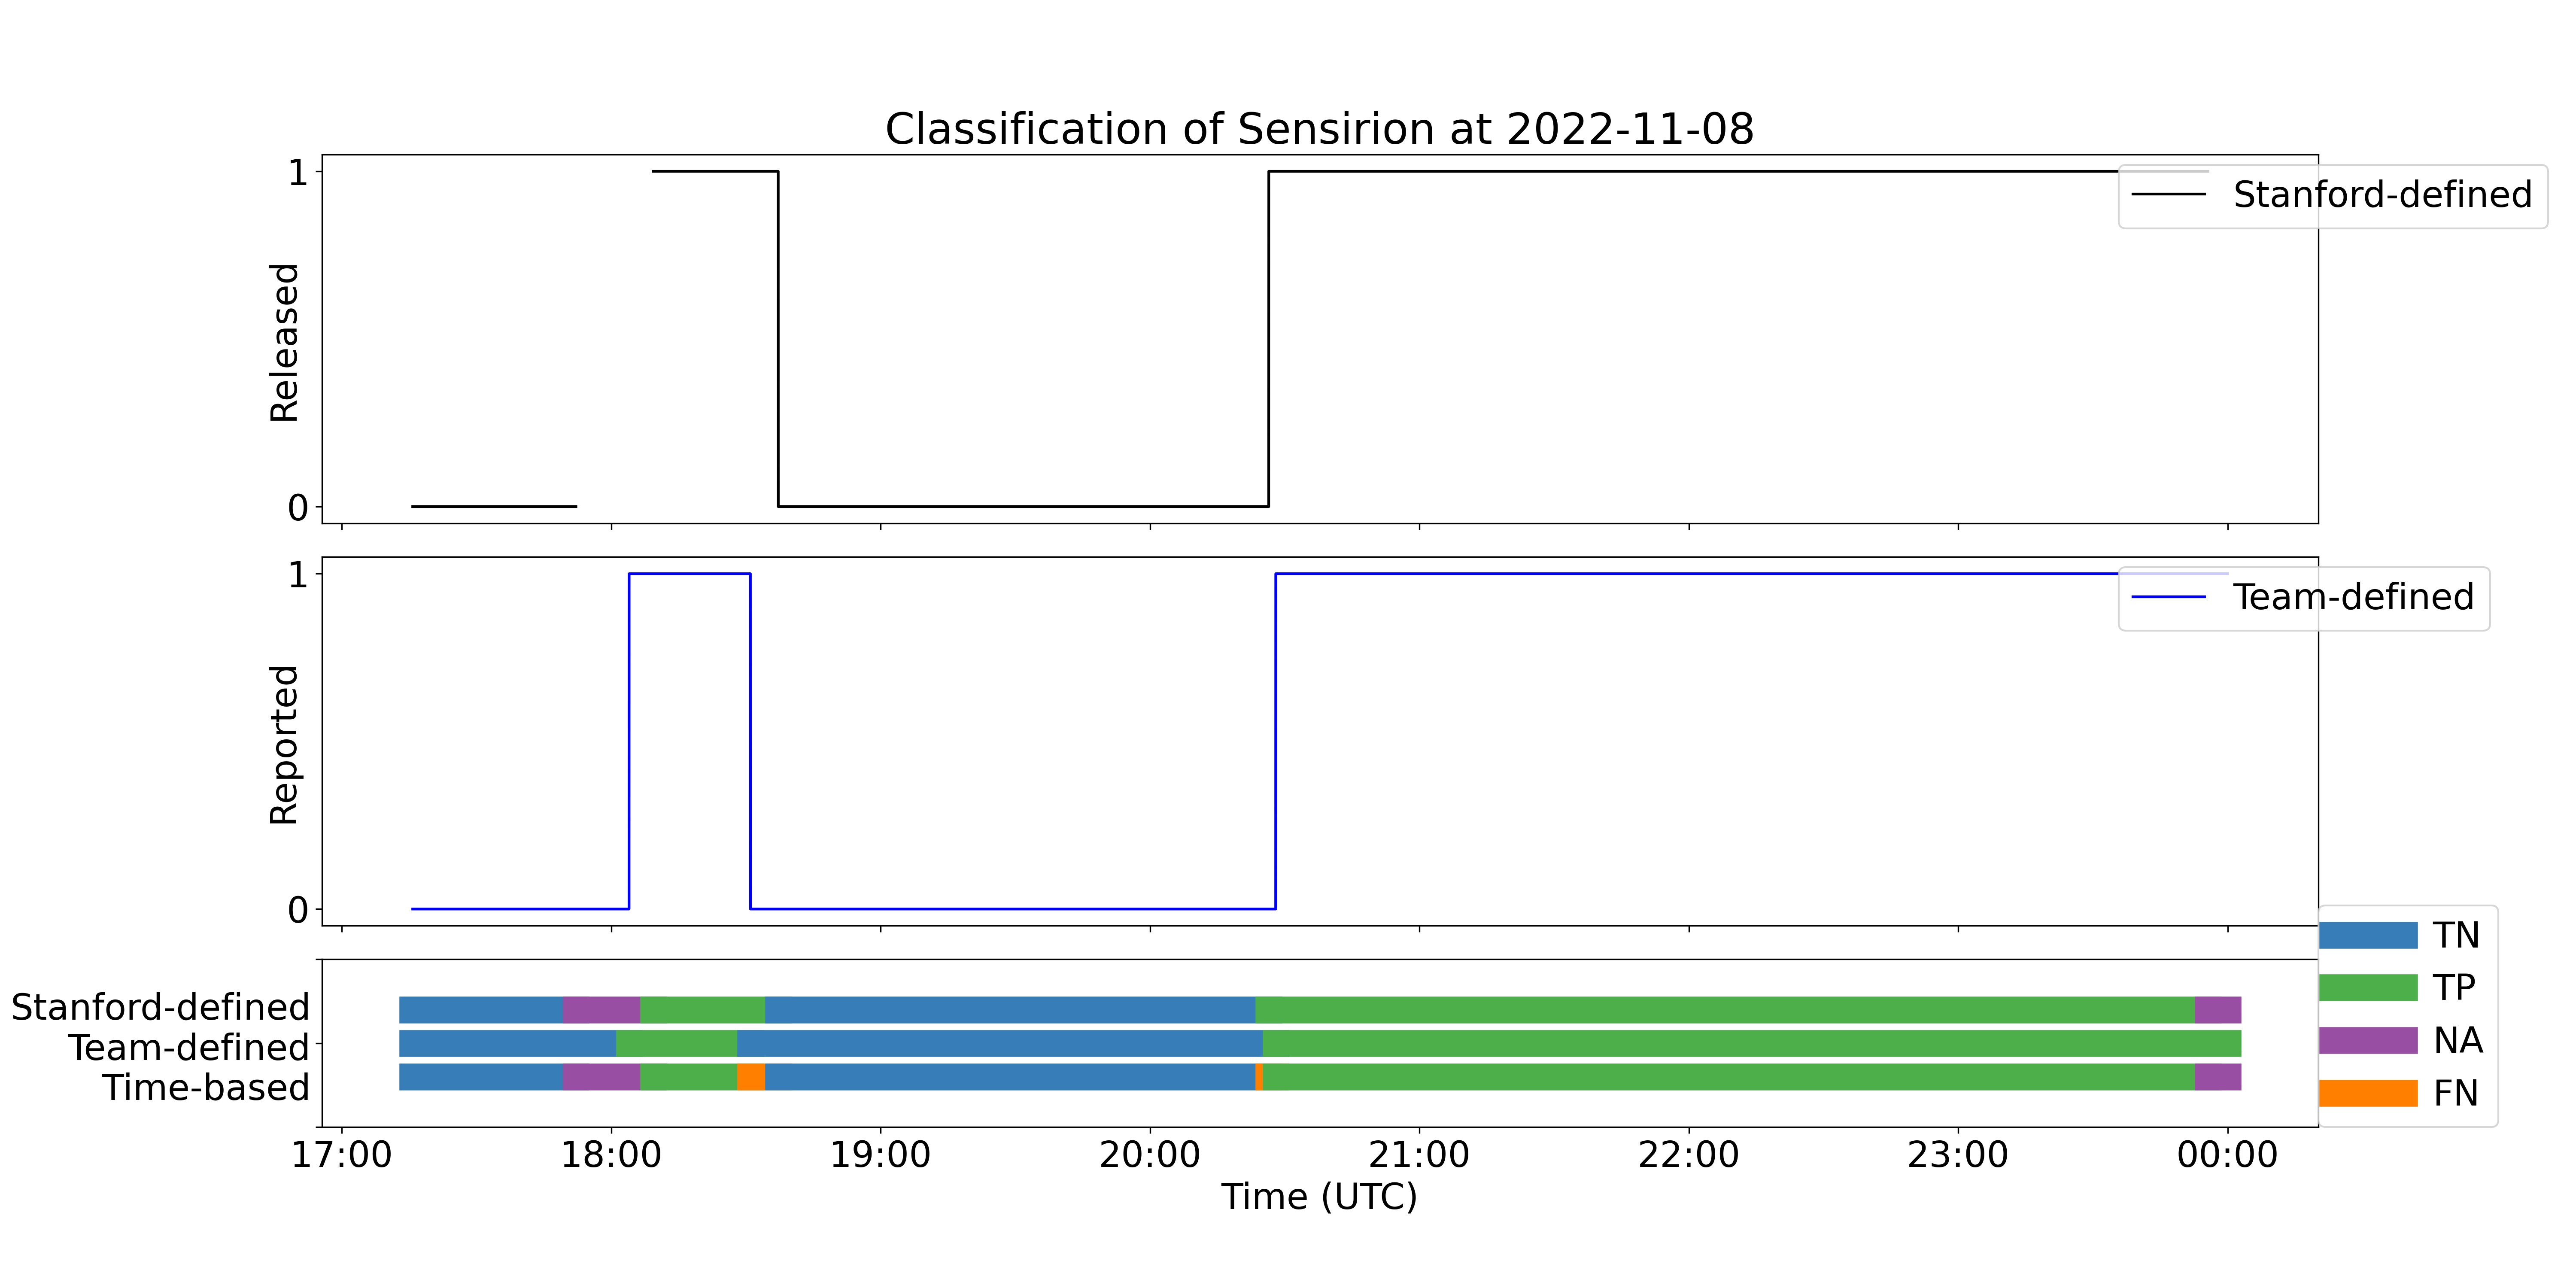 Classification of Sensirion at 2022-11-08
1
Stanford-defined
Released
0
1
Team-defined
Reported
0
TN
TP
NA
FN
Stanford-defined
Team-defined
Time-based
17:00 18:00 19:00 20:00 21:00 22:00 23:00 00:00
Time (UTC)